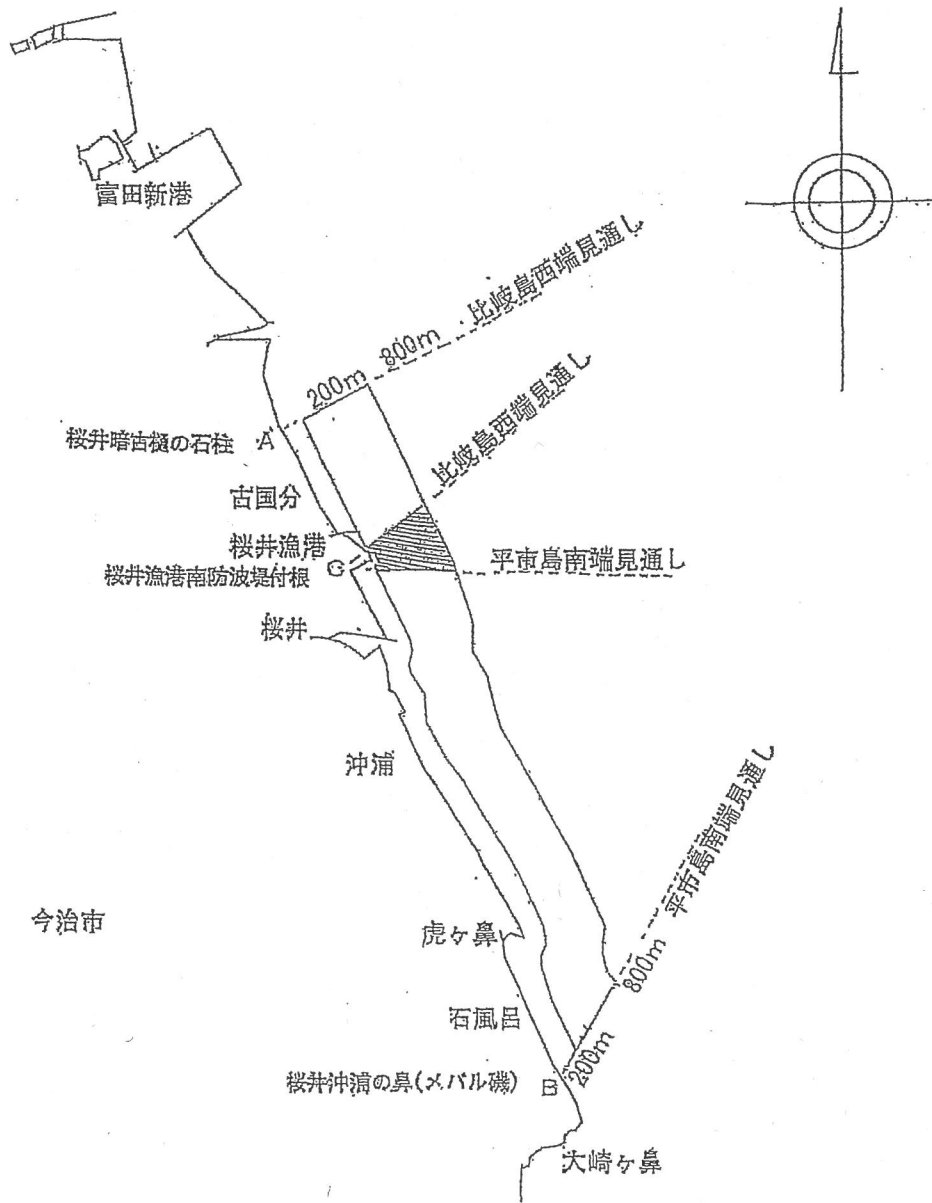 富田新港
比岐島西端見通し
800m
200m
桜井暗古樋の石柱
A
比岐島西端見通し
古国分
桜井漁港
C
桜井漁港南防波堤付根
平市島南端見通し
桜井
沖浦
平市島南端見通し
今治市
虎ヶ鼻
800m
石風呂
200m
桜井沖浦の鼻(メバル磯)
B
大崎ヶ鼻